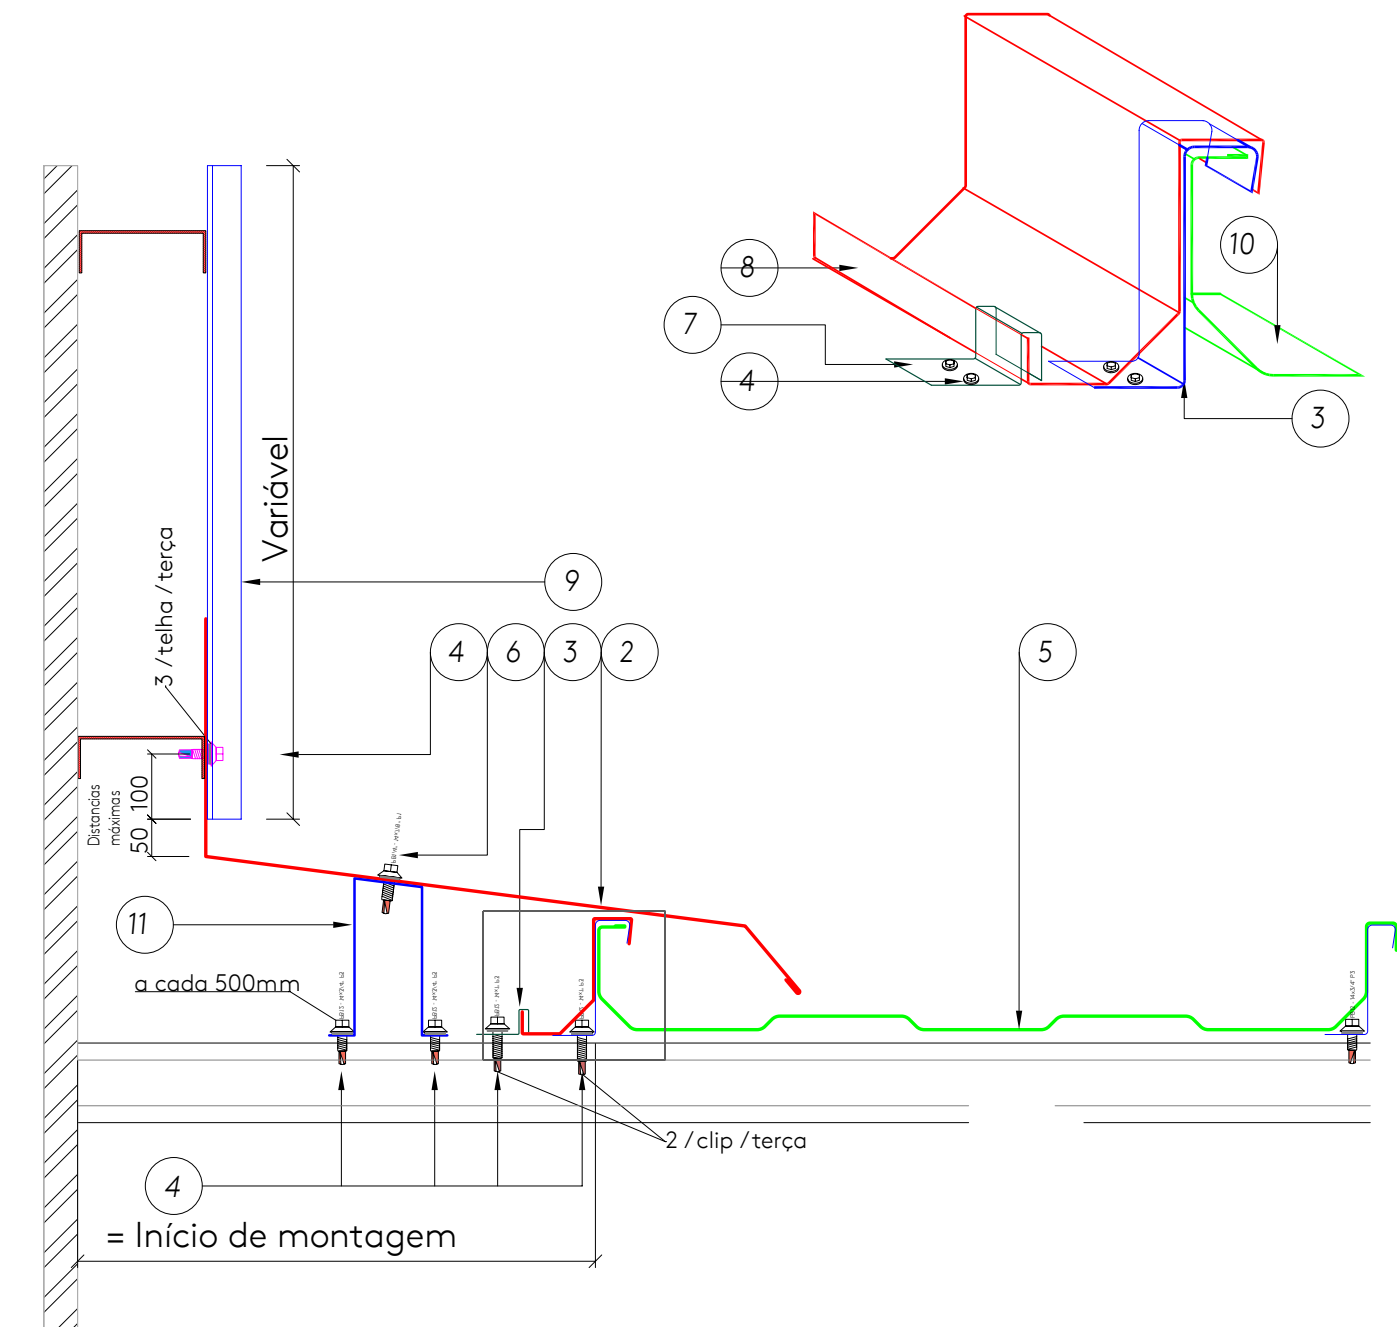 8
10
7
4
3
Variável
3 /telha /terça
9
4
6
3
2
5
100
50
Distancias
máximas
11
a cada 500mm
2 /clip /terça
4
= Início de montagem